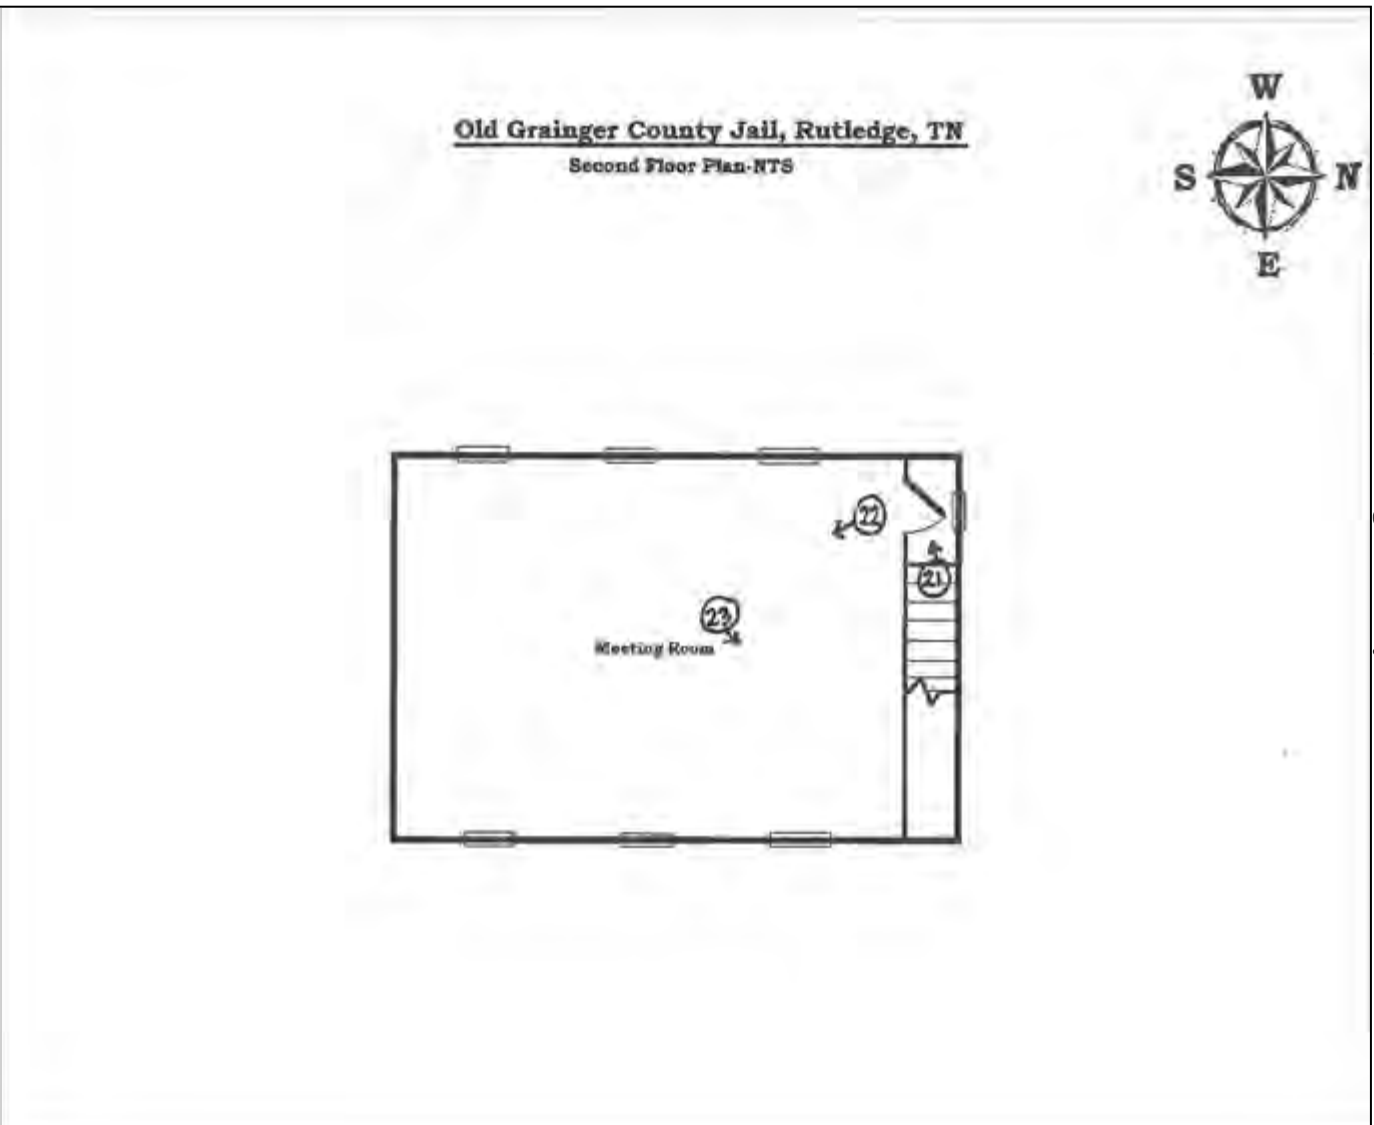 W
Old Grainger County Jail, Rutledge, TN
Second Floor Plan-NTS
S N
E
22
21
23
Meeting Room